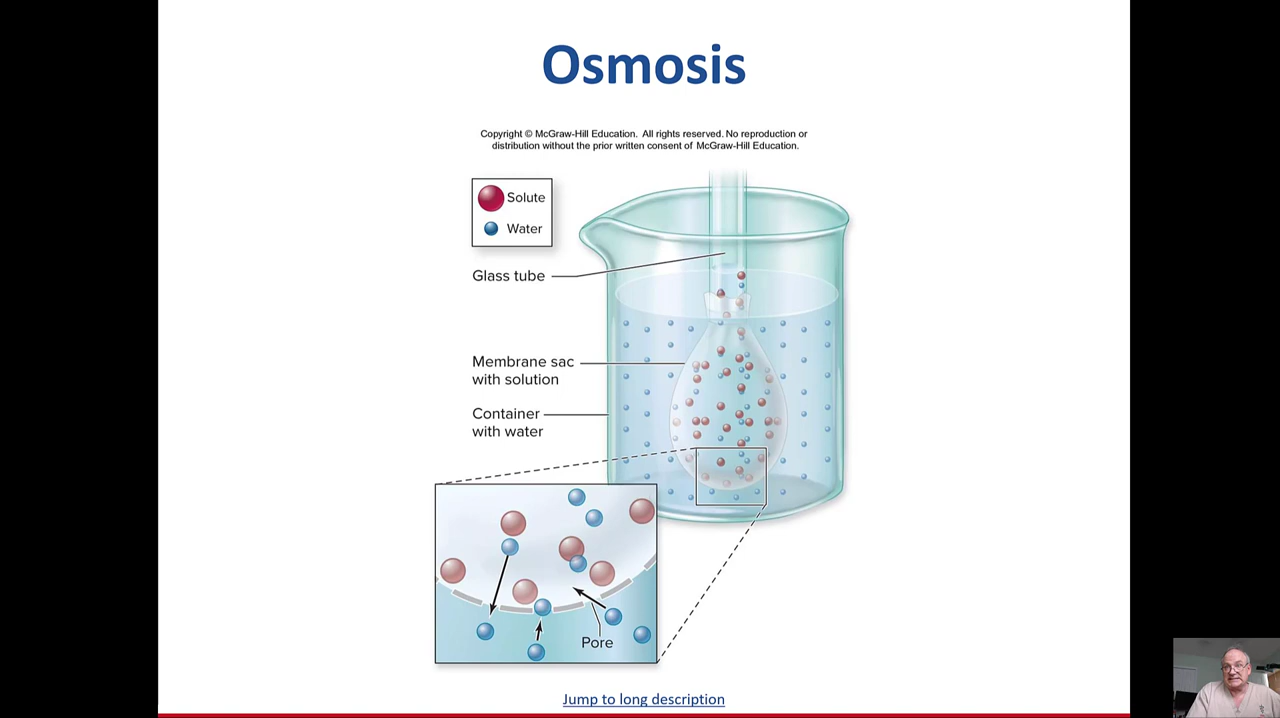 Osmosis
Copyright © McGraw-Hill Education. All rights reserved. No reproduction or
distribution without the prior written consent of McGraw-Hill Education.
Solute
Water
Glass tube
Membrane sac
with solution
Container
with water
Pore
Jump to long description